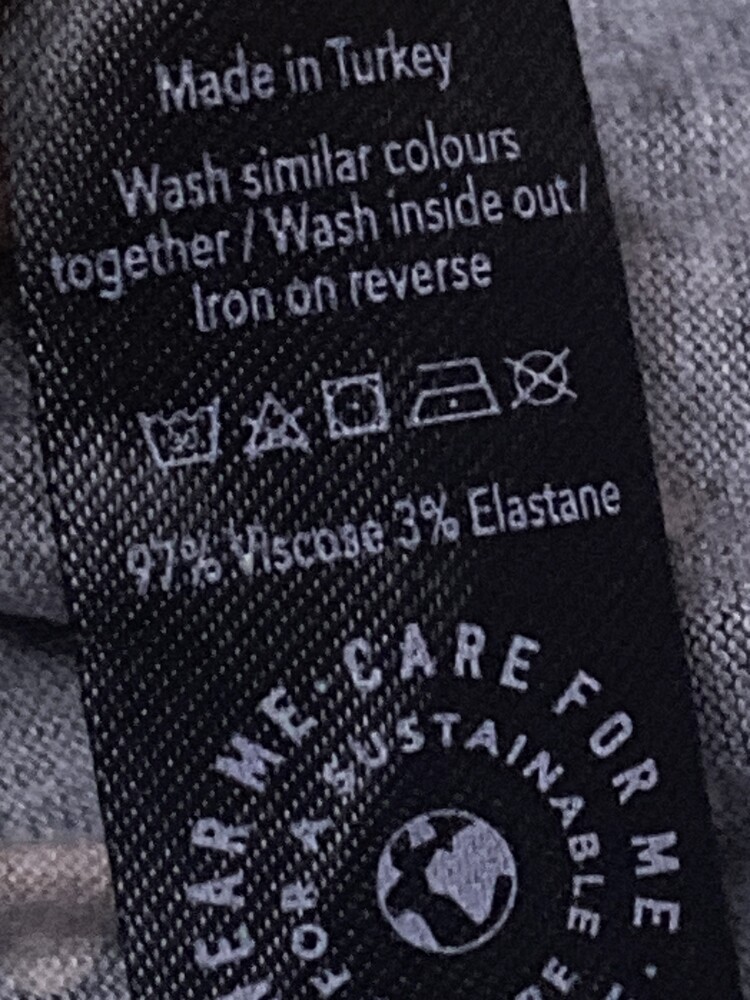 Made in Turkey
Wash similar colours
together / Wash inside out /
Iron on reverse
30
97% Viscose 3% Elastane
WEAR ME · CARE FOR ME ·
FOR A SUSTAINABLE